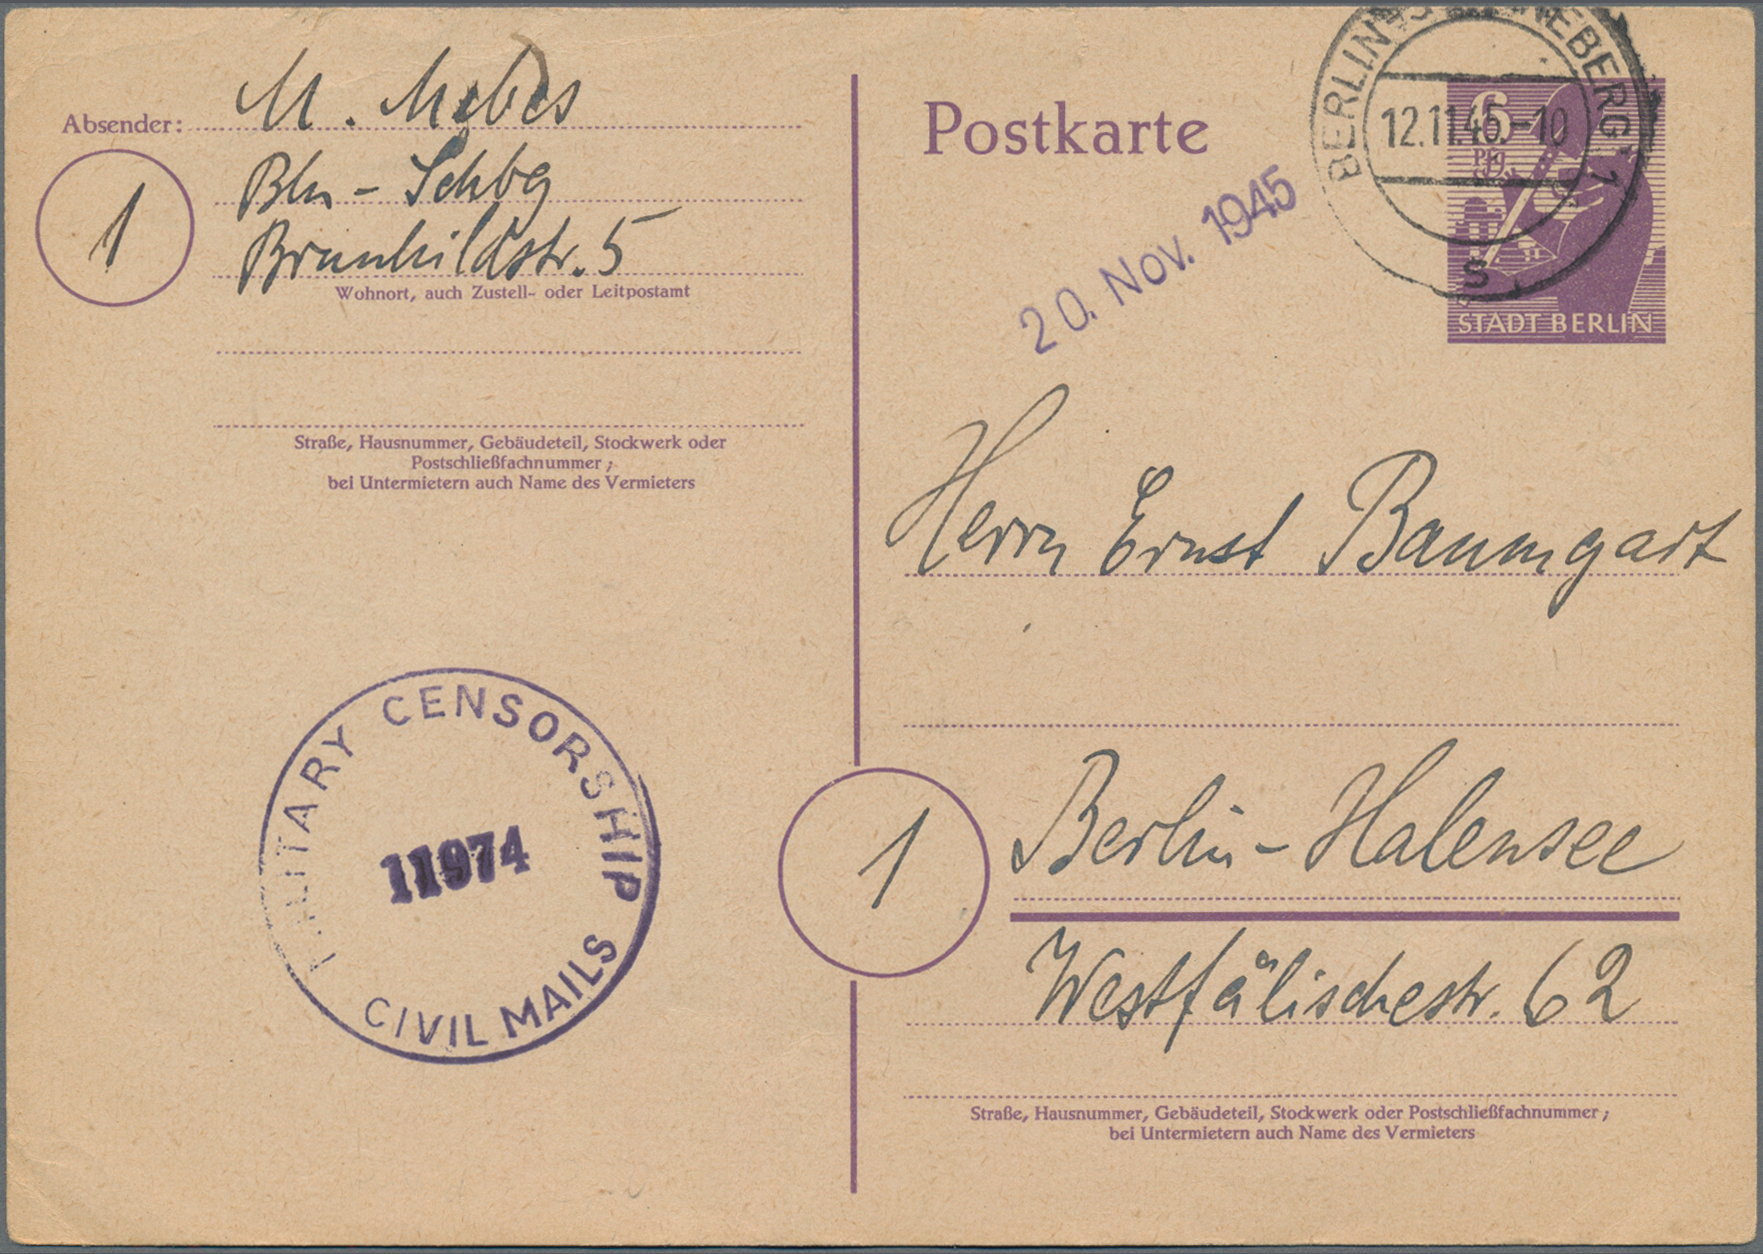 Absender: M. Mebes
1
Bln - Schbg
Brunhildstr. 5
Wohnort, auch Zustell- oder Leitpostamt
Straße, Hausnummer, Gebäudeteil, Stockwerk oder
Postschließfachnummer;
bei Untermietern auch Name des Vermieters
MILITARY CENSORSHIP
11974
CIVIL MAILS
Postkarte
20. Nov. 1945
12.11.45.-10
1
S
6
Pfg
STADT BERLIN
Herrn Ernst Baumgart
1
Berlin-Halensee
Westfälischestr. 62
Straße, Hausnummer, Gebäudeteil, Stockwerk oder Postschließfachnummer;
bei Untermietern auch Name des Vermieters